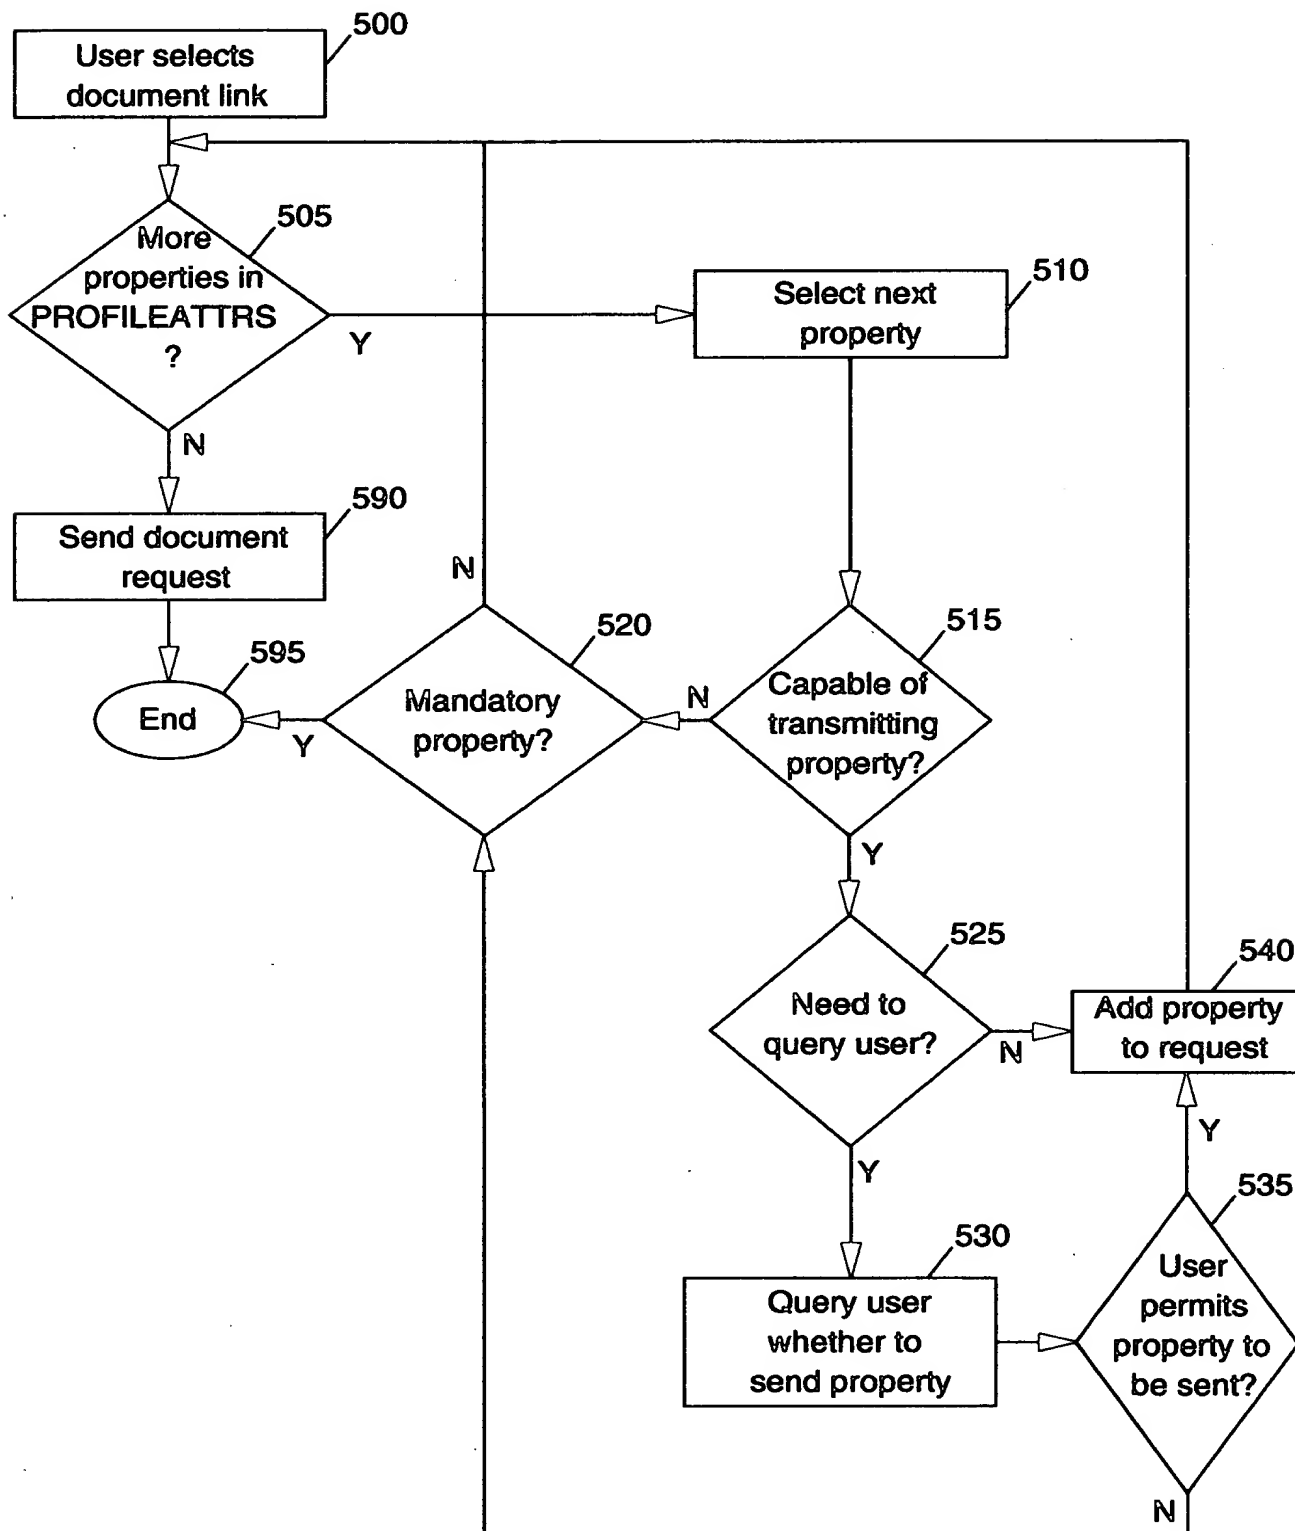 500
User selects
document link
505
More
properties in
PROFILEATTRS
?
Y
N
510
Select next
property
590
Send document
request
N
595
End
Y
520
Mandatory
property?
N
515
Capable of
transmitting
property?
Y
525
Need to
query user?
N
Y
540
Add property
to request
Y
530
Query user
whether to
send property
535
User
permits
property to
be sent?
N